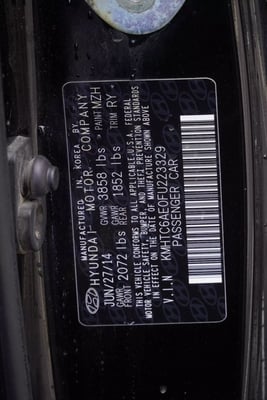 MANUFACTURED IN KOREA BY
HYUNDAI MOTOR COMPANY
JUN/27/14 GVWR 3858 lbs PAINT MZH
GAWR FRONT 2072 lbs GAWR REAR 1852 lbs TRIM RY
THIS VEHICLE CONFORMS TO ALL APPLICABLE U.S.A. FEDERAL
MOTOR VEHICLE SAFETY, BUMPER, AND THEFT PREVENTION STANDARDS
IN EFFECT ON THE DATE OF MANUFACTURE SHOWN ABOVE
V.I.N KMHTC6AE0FU223329
PASSENGER CAR